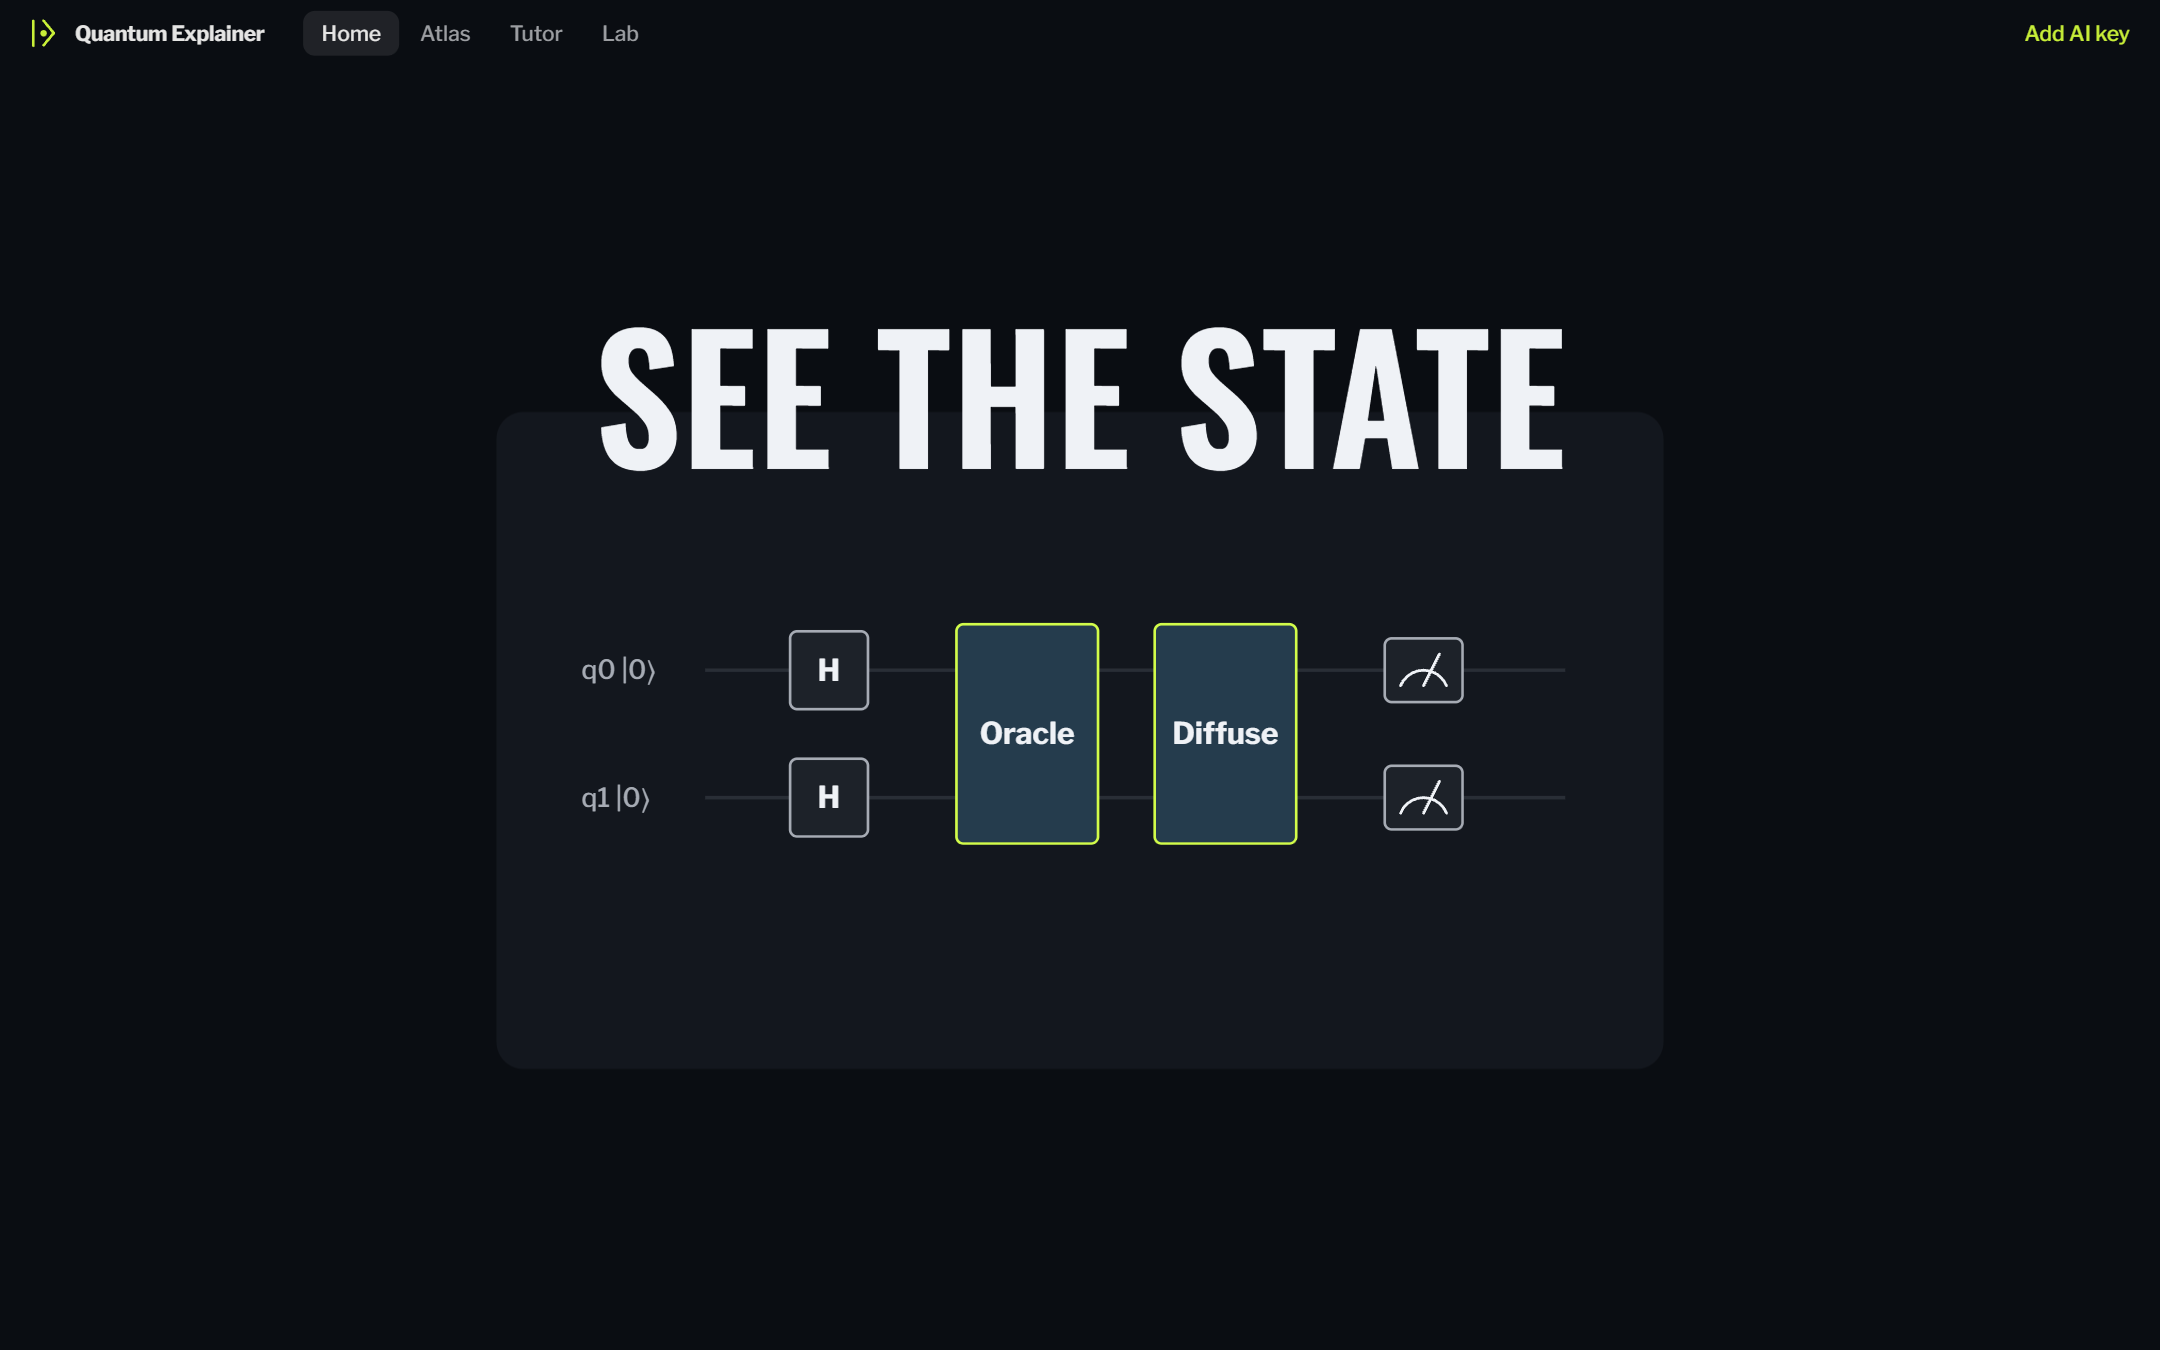 Quantum Explainer Home Atlas Tutor Lab Add AI key
SEE THE STATE
q0 |0⟩ H
Oracle Diffuse
q1 |0⟩ H